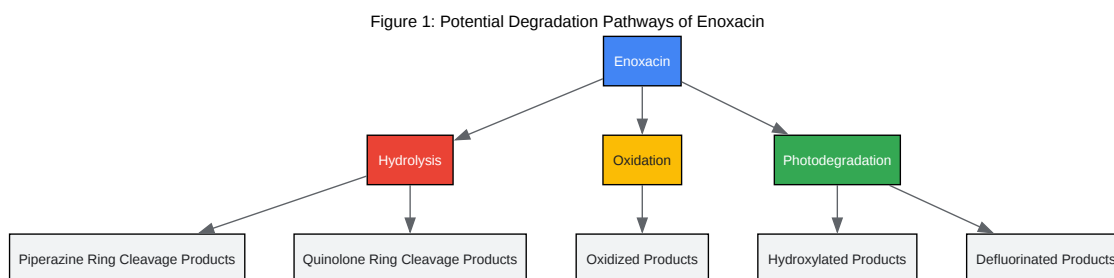 Figure 1: Potential Degradation Pathways of Enoxacin
Enoxacin
Hydrolysis
Oxidation
Photodegradation
Piperazine Ring Cleavage Products
Quinolone Ring Cleavage Products
Oxidized Products
Hydroxylated Products
Defluorinated Products